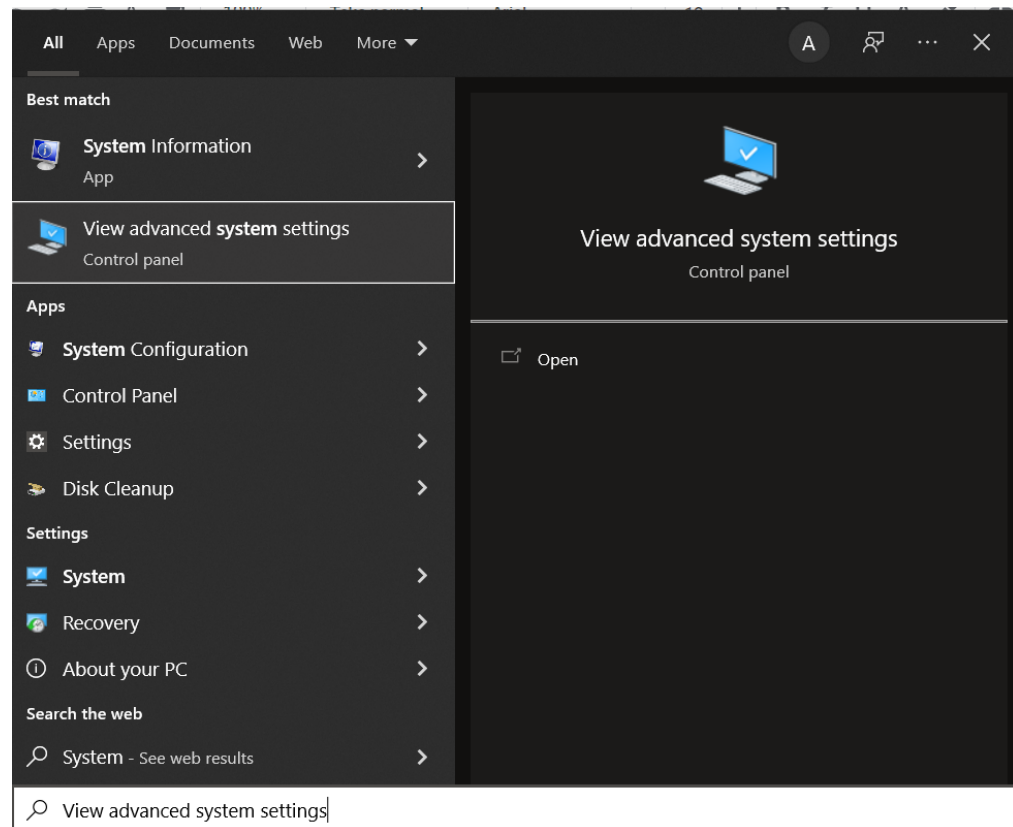 All Apps Documents Web More A
Best match
System Information
App
View advanced system settings
Control panel
Apps
System Configuration
Control Panel
Settings
Disk Cleanup
Settings
System
Recovery
About your PC
Search the web
System - See web results
View advanced system settings
View advanced system settings
Control panel
Open